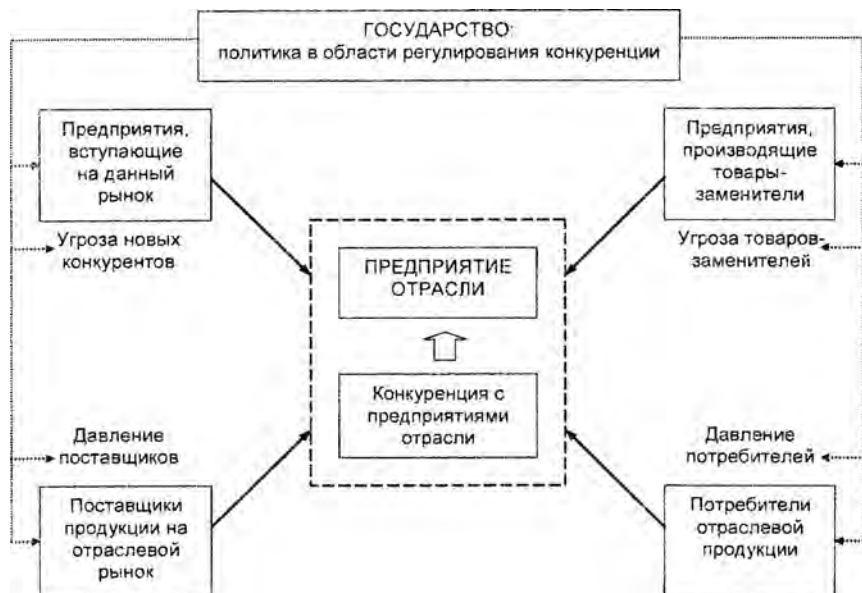 ГОСУДАРСТВО:
политика в области регулирования конкуренции
Предприятия,
вступающие
на данный
рынок
Предприятия,
производящие
товары-
заменители
Угроза новых
конкурентов
Угроза товаров-
заменителей
ПРЕДПРИЯТИЕ
ОТРАСЛИ
Конкуренция с
предприятиями
отрасли
Давление
поставщиков
Давление
потребителей
Поставщики
продукции на
отраслевой
рынок
Потребители
отраслевой
продукции